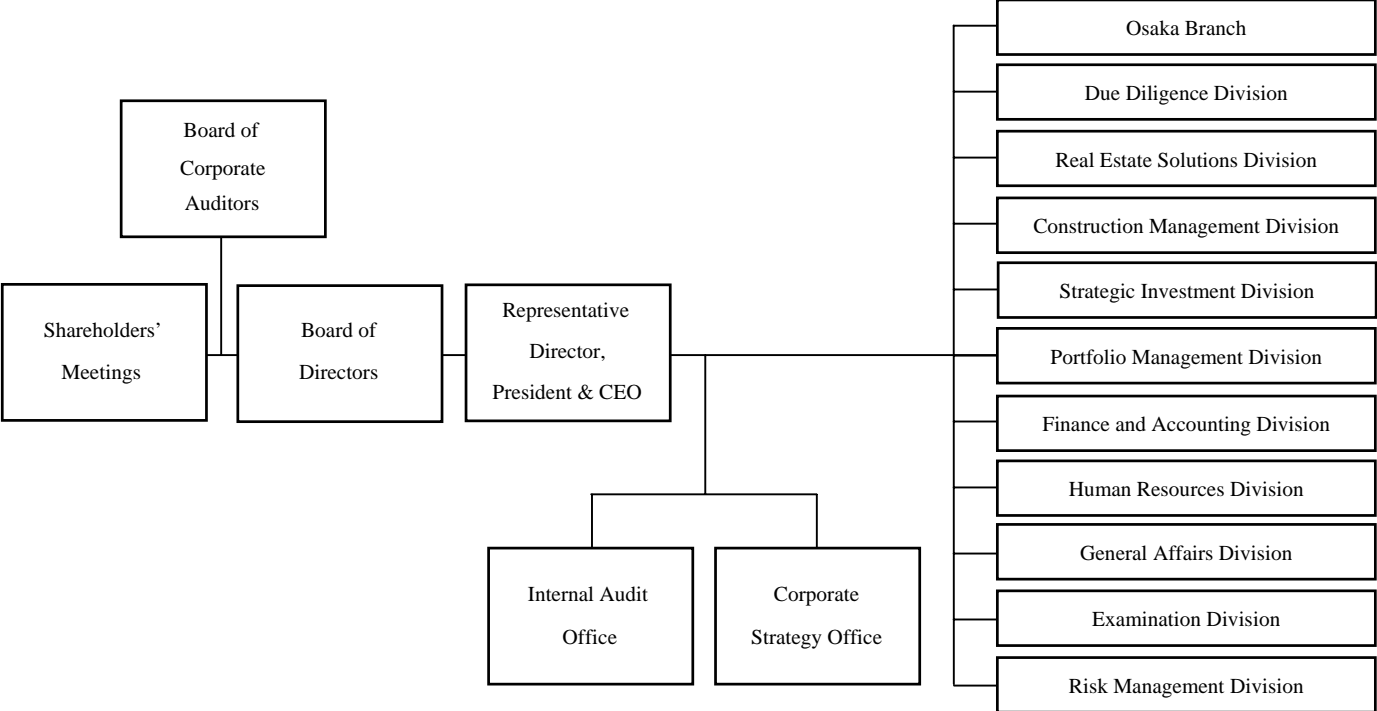 Board of
Corporate
Auditors
Shareholders’
Meetings
Board of
Directors
Representative
Director,
President & CEO
Internal Audit
Office
Corporate
Strategy Office
Osaka Branch
Due Diligence Division
Real Estate Solutions Division
Construction Management Division
Strategic Investment Division
Portfolio Management Division
Finance and Accounting Division
Human Resources Division
General Affairs Division
Examination Division
Risk Management Division